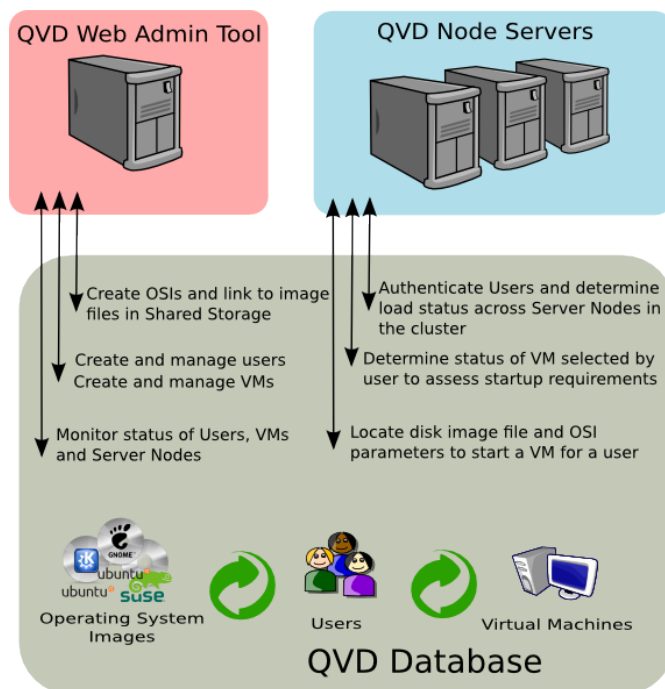 QVD Web Admin Tool
QVD Node Servers
Create OSIs and link to image
files in Shared Storage
Create and manage users
Create and manage VMs
Monitor status of Users, VMs
and Server Nodes
Authenticate Users and determine
load status across Server Nodes in
the cluster
Determine status of VM selected by
user to assess startup requirements
Locate disk image file and OSI
parameters to start a VM for a user
GNOME™
K
ubuntu
ubuntu
suse
Operating System
Images
Users
Virtual Machines
QVD Database